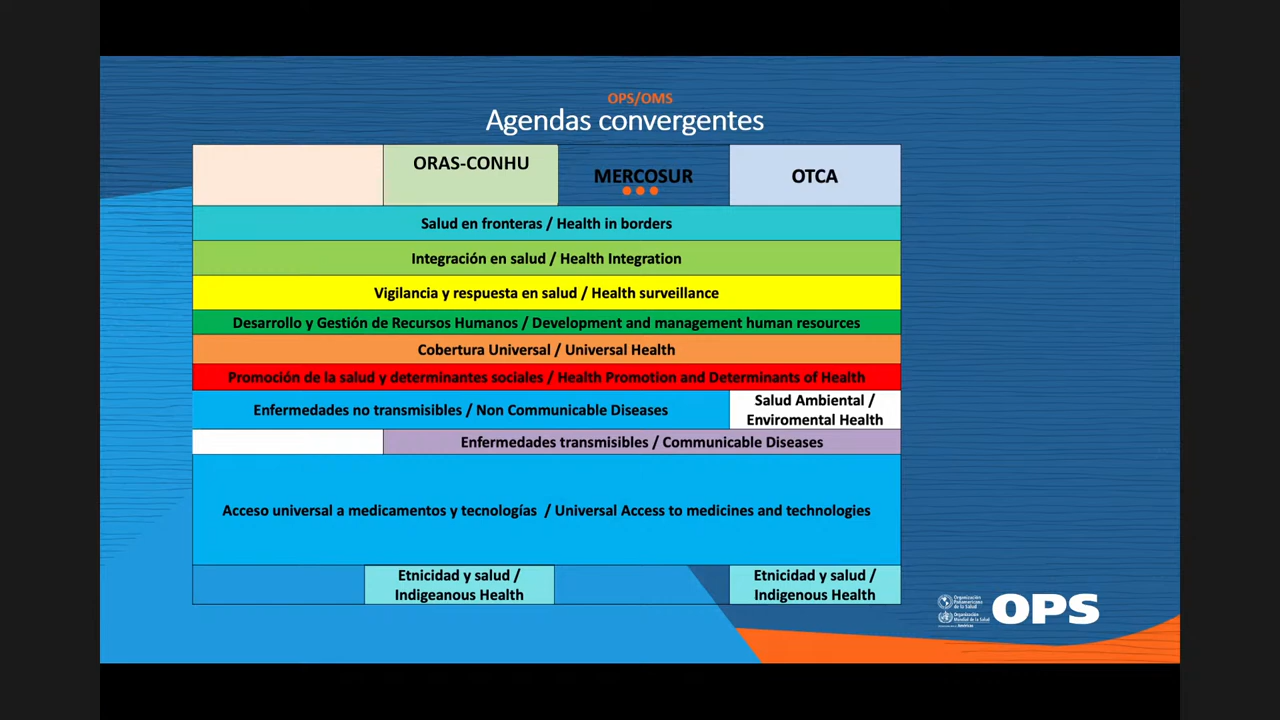 OPS/OMS
Agendas convergentes
ORAS-CONHU
MERCOSUR
OTCA
Salud en fronteras / Health in borders
Integración en salud / Health Integration
Vigilancia y respuesta en salud / Health surveillance
Desarrollo y Gestión de Recursos Humanos / Development and management human resources
Cobertura Universal / Universal Health
Promoción de la salud y determinantes sociales / Health Promotion and Determinants of Health
Enfermedades no transmisibles / Non Communicable Diseases
Salud Ambiental /
Enviromental Health
Enfermedades transmisibles / Communicable Diseases
Acceso universal a medicamentos y tecnologías / Universal Access to medicines and technologies
Etnicidad y salud /
Indigeanous Health
Etnicidad y salud /
Indigenous Health
Organización
Panamericana
de la Salud
Organización
Mundial de la Salud
OPS